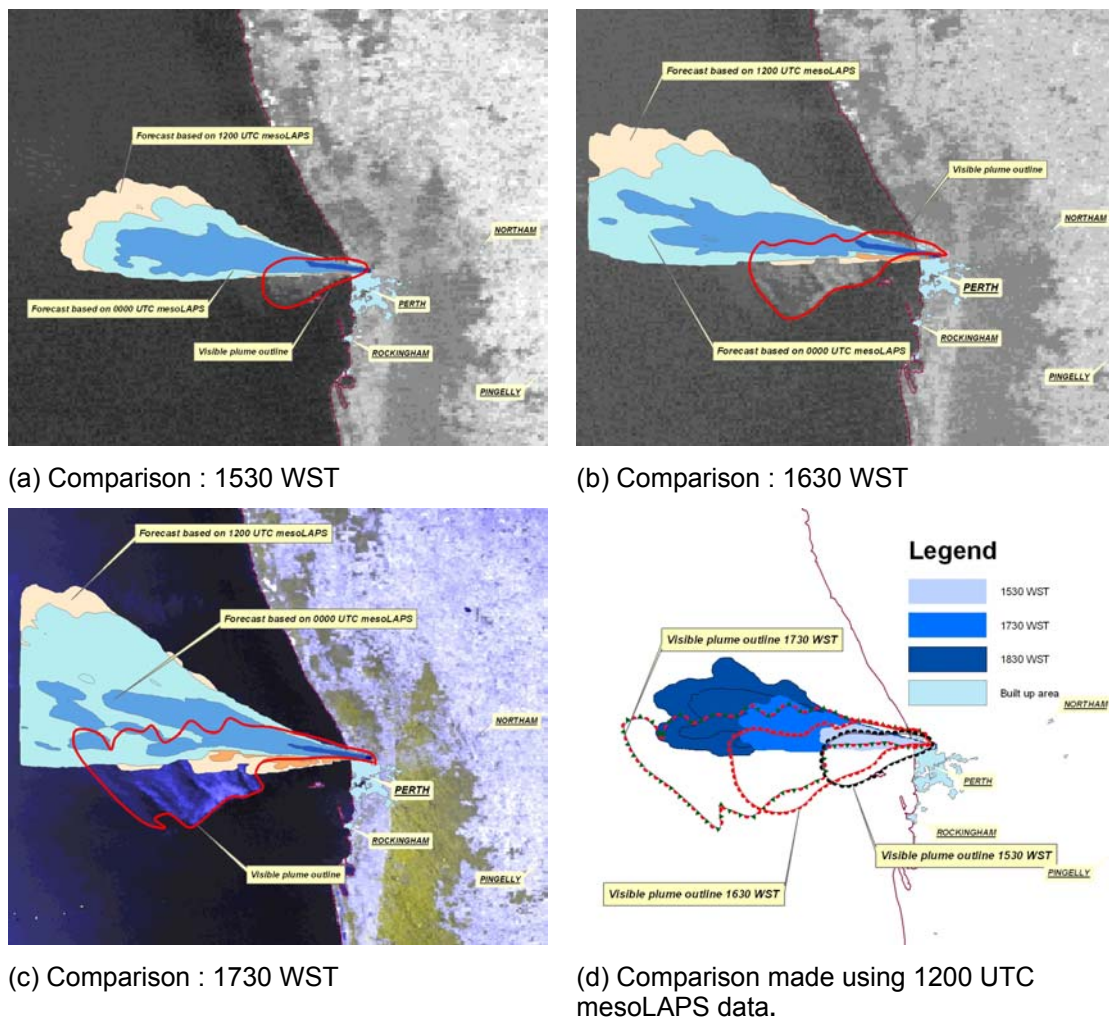 Forecast based on 1200 UTC mesoLAPS
NORTHAM
Forecast based on 0000 UTC mesoLAPS
PERTH
Visible plume outline
ROCKINGHAM
PINGELLY
(a) Comparison : 1530 WST
Forecast based on 1200 UTC mesoLAPS
Visible plume outline
NORTHAM
PERTH
ROCKINGHAM
Forecast based on 0000 UTC mesoLAPS
PINGELLY
(b) Comparison : 1630 WST
Forecast based on 1200 UTC mesoLAPS
Forecast based on 0000 UTC mesoLAPS
NORTHAM
PERTH
ROCKINGHAM
Visible plume outline
PINGELLY
(c) Comparison : 1730 WST
Legend
1530 WST
1730 WST
1830 WST
Built up area
Visible plume outline 1730 WST
NORTHAM
PERTH
ROCKINGHAM
Visible plume outline 1530 WST
PINGELLY
Visible plume outline 1630 WST
(d) Comparison made using 1200 UTC
mesoLAPS data.